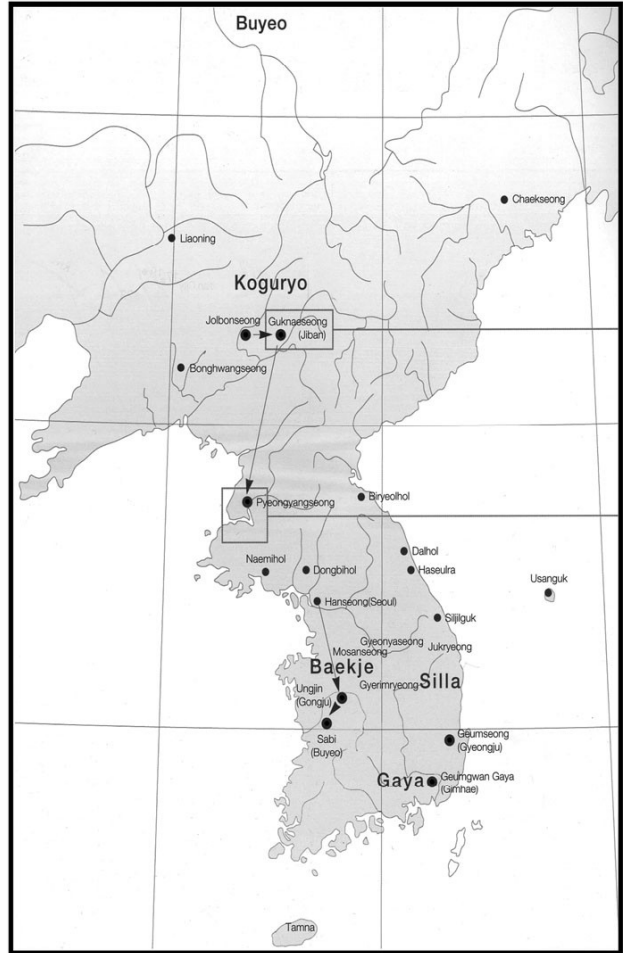 Buyeo
Chaekseong
Liaoning
Koguryo
Jolbonseong
Guknaeseong
(Jiban)
Bonghwangseong
Pyeongyangseong
Biryeolhol
Dalhol
Naemihol
Dongbihol
Haseulra
Usanguk
Hanseong(Seoul)
Siljilguk
Gyeonyaseong
Jukryeong
Mosanseong
Baekje
Gyerimryeong
Silla
Ungjin
(Gongju)
Sabi
(Buyeo)
Geumseong
(Gyeongju)
Gaya
Geumgwan Gaya
(Gimhae)
Tamna